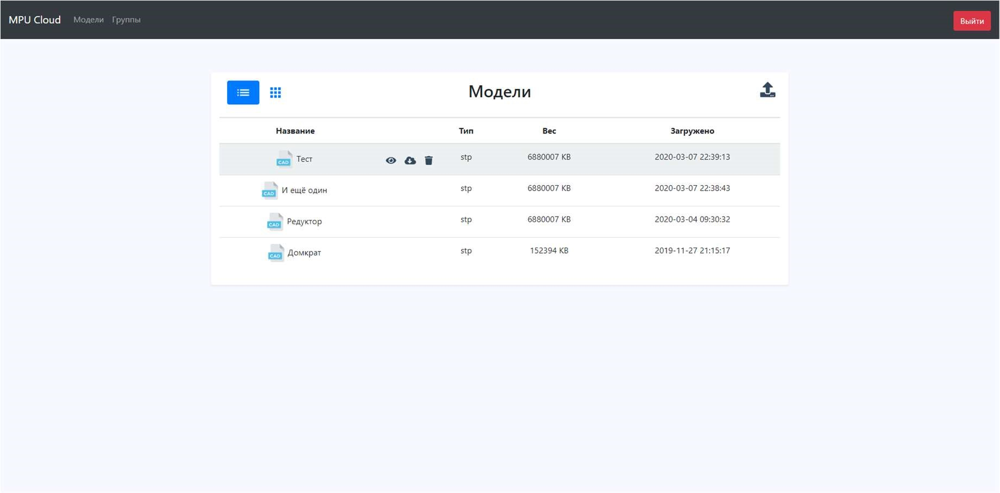 MPU Cloud Модели Группы Выйти
Модели
Название Тип Вес Загружено
CAD Тест stp 6880007 KB 2020-03-07 22:39:13
CAD И ещё один stp 6880007 KB 2020-03-07 22:38:43
CAD Редуктор stp 6880007 KB 2020-03-04 09:30:32
CAD Домкрат stp 152394 KB 2019-11-27 21:15:17